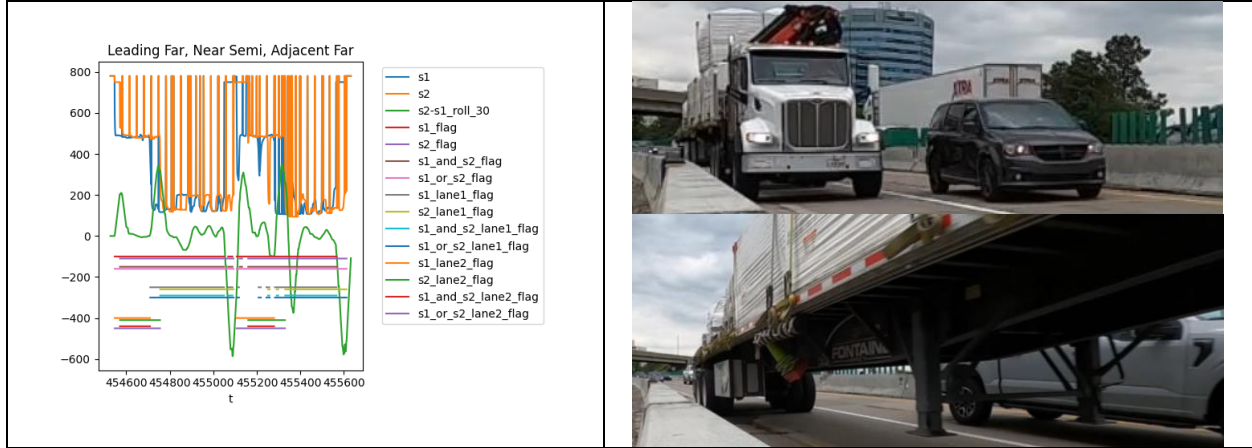 Leading Far, Near Semi, Adjacent Far
800
600
400
200
0
−200
−400
−600
454600 454800 455000 455200 455400 455600
t
s1
s2
s2-s1_roll_30
s1_flag
s2_flag
s1_and_s2_flag
s1_or_s2_flag
s1_lane1_flag
s2_lane1_flag
s1_and_s2_lane1_flag
s1_or_s2_lane1_flag
s1_lane2_flag
s2_lane2_flag
s1_and_s2_lane2_flag
s1_or_s2_lane2_flag
XTRA
XTRA XTRA
FONTAINE